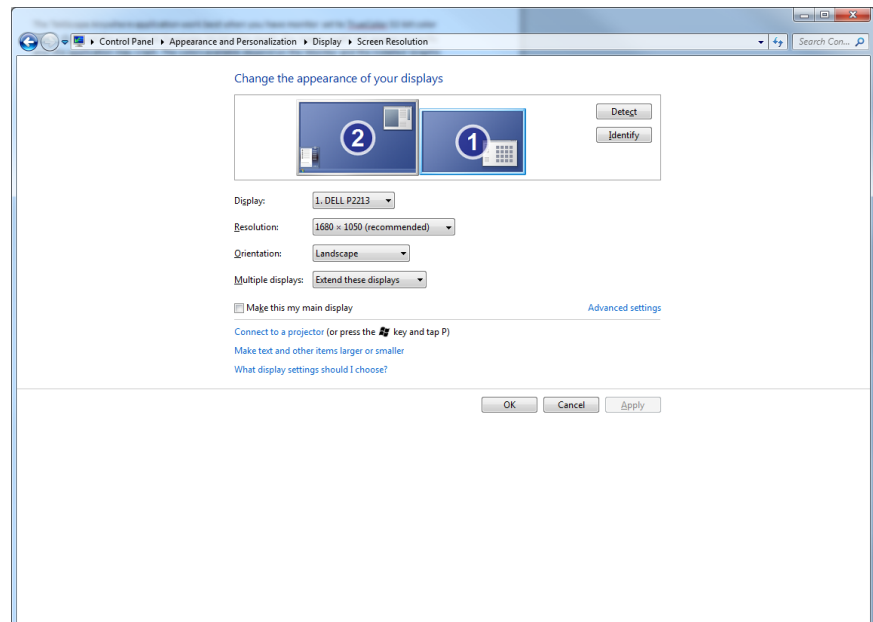 Control Panel ▸ Appearance and Personalization ▸ Display ▸ Screen Resolution
Search Con...
Change the appearance of your displays
2
1
Detect
Identify
Display: 1. DELL P2213
Resolution: 1680 × 1050 (recommended)
Orientation: Landscape
Multiple displays: Extend these displays
Make this my main display
Advanced settings
Connect to a projector (or press the key and tap P)
Make text and other items larger or smaller
What display settings should I choose?
OK Cancel Apply